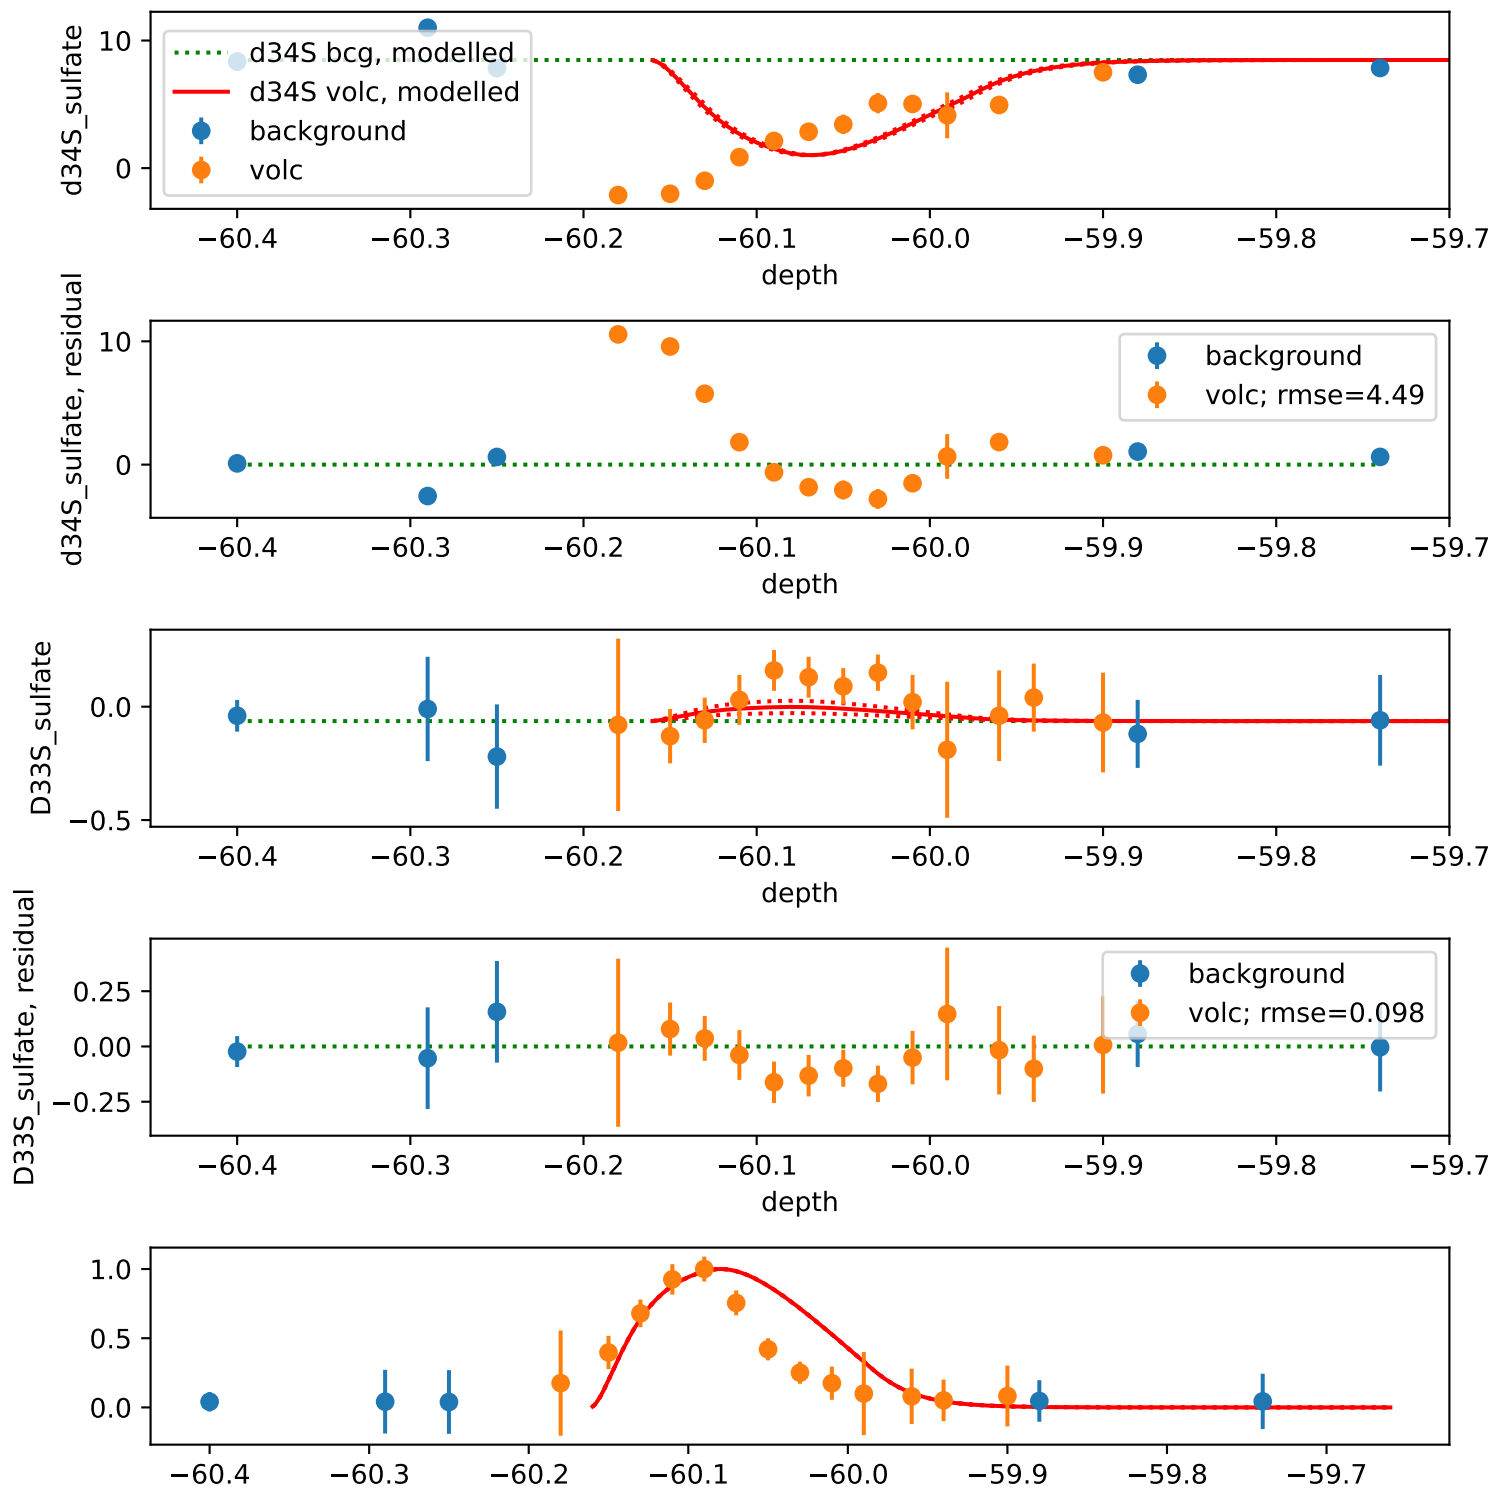 d34S_sulfate
10
0
d34S bcg, modelled
d34S volc, modelled
background
volc
−60.4 −60.3 −60.2 −60.1 −60.0 −59.9 −59.8 −59.7
depth
d34S_sulfate, residual
10
0
background
volc; rmse=4.49
−60.4 −60.3 −60.2 −60.1 −60.0 −59.9 −59.8 −59.7
depth
D33S_sulfate
0.0
−0.5
−60.4 −60.3 −60.2 −60.1 −60.0 −59.9 −59.8 −59.7
depth
D33S_sulfate, residual
0.25
0.00
−0.25
background
volc; rmse=0.098
−60.4 −60.3 −60.2 −60.1 −60.0 −59.9 −59.8 −59.7
depth
1.0
0.5
0.0
−60.4 −60.3 −60.2 −60.1 −60.0 −59.9 −59.8 −59.7